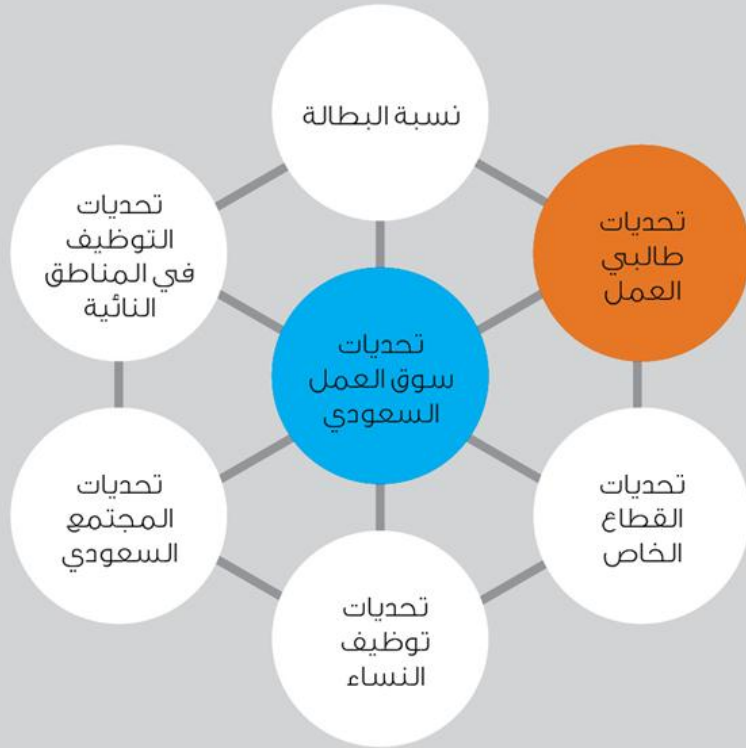 نسبة البطالة
تحديات
طالبي
العمل
تحديات
التوظيف
في المناطق
النائية
تحديات
سوق العمل
السعودي
تحديات
القطاع
الخاص
تحديات
المجتمع
السعودي
تحديات
توظيف
النساء